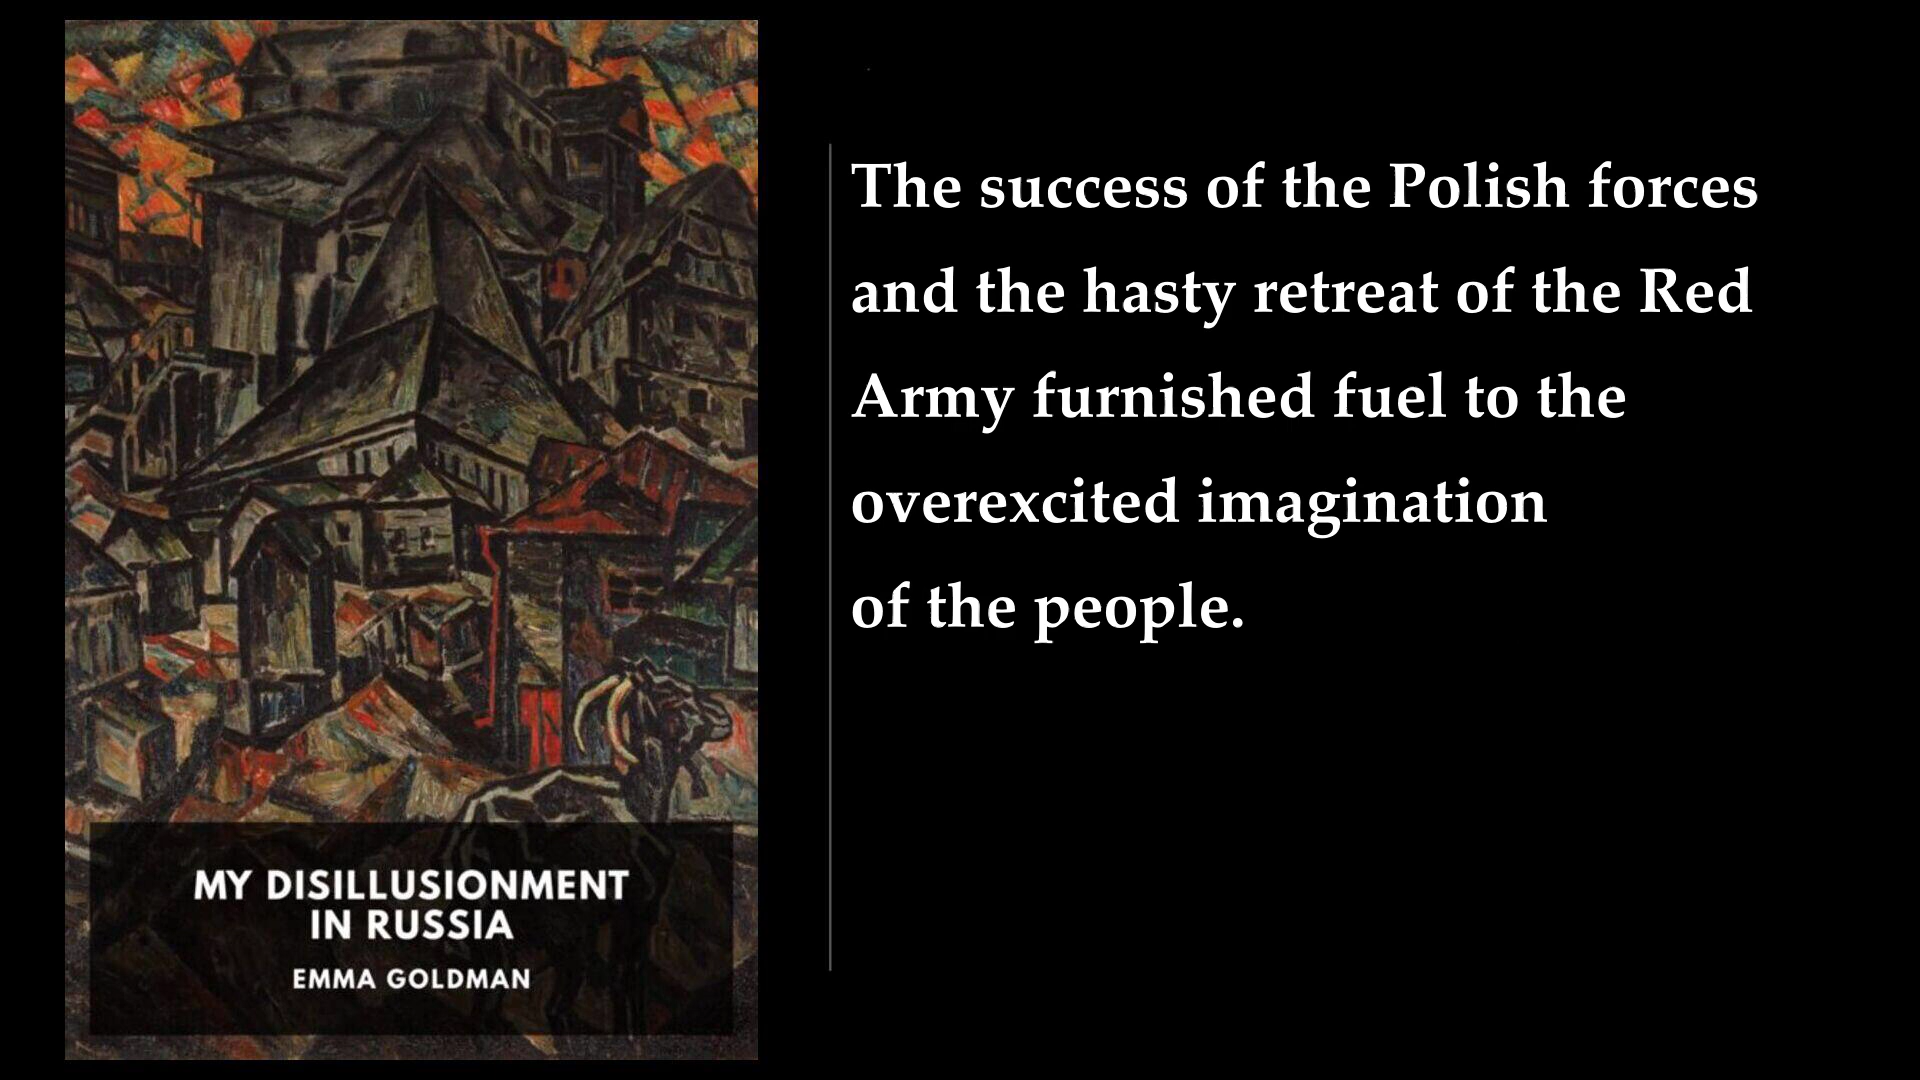 The success of the Polish forces
and the hasty retreat of the Red
Army furnished fuel to the
overexcited imagination
of the people.
MY DISILLUSIONMENT
IN RUSSIA
EMMA GOLDMAN